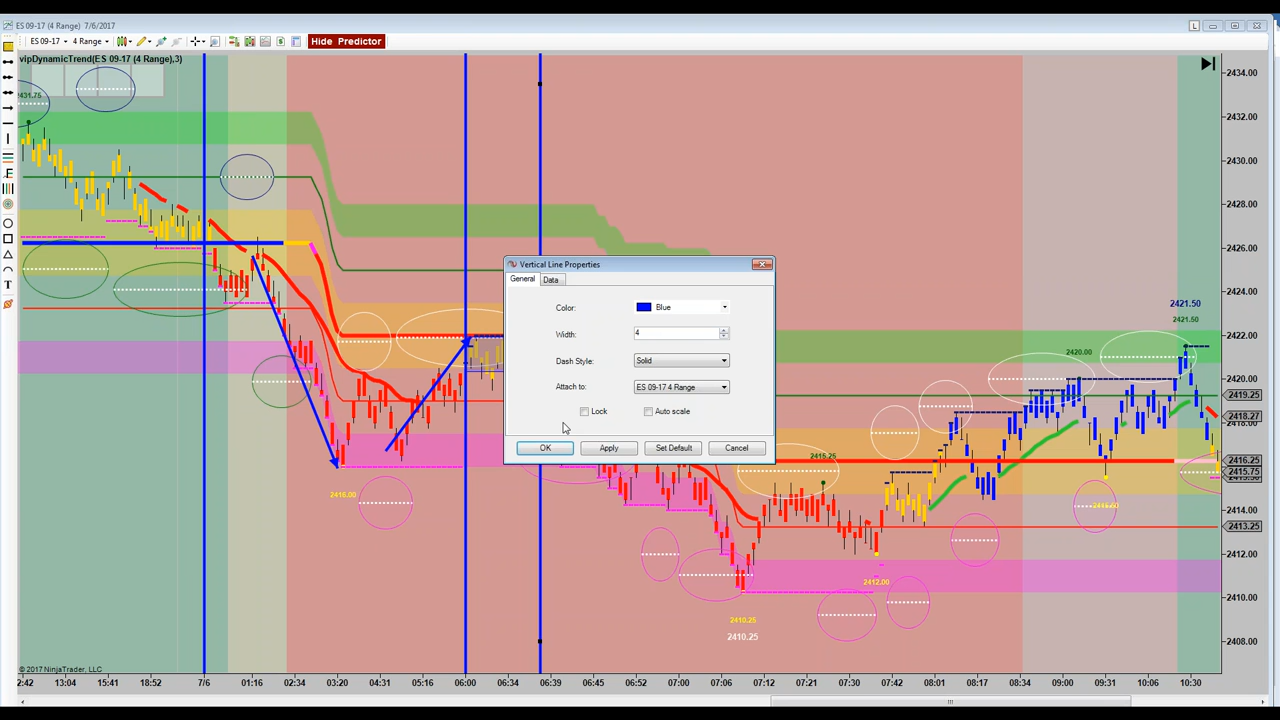 ES 09-17 (4 Range)  7/6/2017
L
ES 09-17
4 Range
Hide Predictor
vipDynamicTrend(ES 09-17 (4 Range),3)
2431.75
2416.00
2410.25
2410.25
2415.25
2412.00
2420.00
2421.50
2421.50
Vertical Line Properties
General
Data
Color:
Blue
Width:
4
Dash Style:
Solid
Attach to:
ES 09-17 4 Range
Lock
Auto scale
OK
Apply
Set Default
Cancel
2434.00
2432.00
2430.00
2428.00
2426.00
2424.00
2422.00
2420.00
2419.25
2418.27
2418.00
2416.25
2415.75
2414.00
2413.25
2412.00
2410.00
2408.00
© 2017 NinjaTrader, LLC
2:42
13:04
15:41
18:52
7/6
01:16
02:34
03:20
04:31
05:16
06:00
06:34
06:39
06:45
06:52
07:00
07:06
07:12
07:21
07:30
07:42
08:01
08:17
08:34
09:00
09:31
10:06
10:30